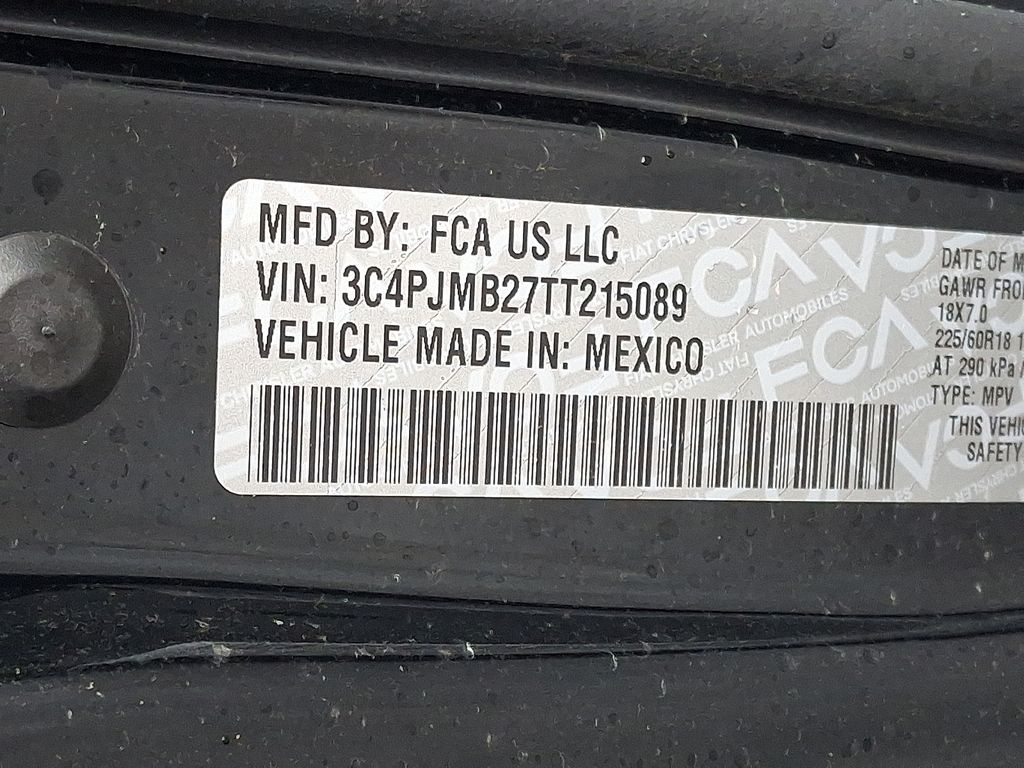 MFD BY: FCA US LLC
VIN: 3C4PJMB27TT215089
VEHICLE MADE IN: MEXICO
DATE OF M
GAWR FRO
18X7.0
225/60R18 1
AT 290 kPa /
TYPE: MPV
THIS VEHI
SAFETY